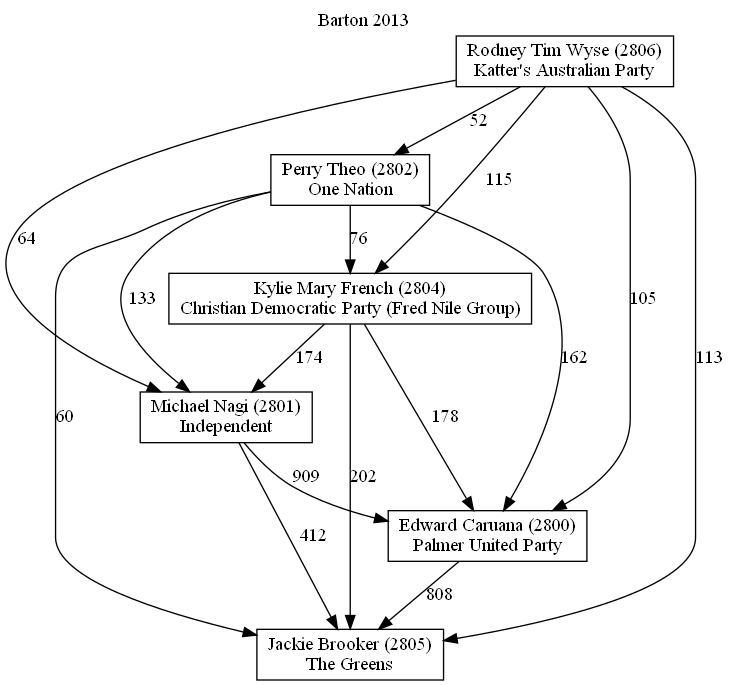 Barton 2013
Rodney Tim Wyse (2806)
Katter's Australian Party
52
115
Perry Theo (2802)
One Nation
64
76
133
105
113
Kylie Mary French (2804)
Christian Democratic Party (Fred Nile Group)
174
162
Michael Nagi (2801)
Independent
60
178
909
202
412
Edward Caruana (2800)
Palmer United Party
808
Jackie Brooker (2805)
The Greens